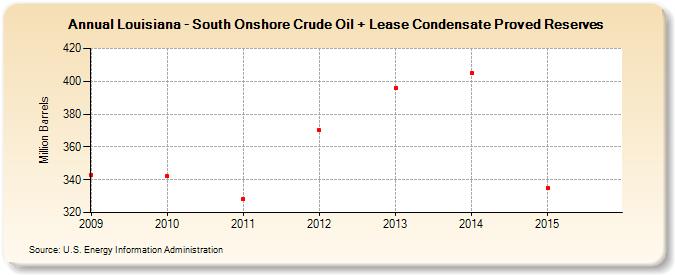 Annual Louisiana - South Onshore Crude Oil + Lease Condensate Proved Reserves
Million Barrels
420
400
380
360
340
320
2009 2010 2011 2012 2013 2014 2015
Source: U.S. Energy Information Administration